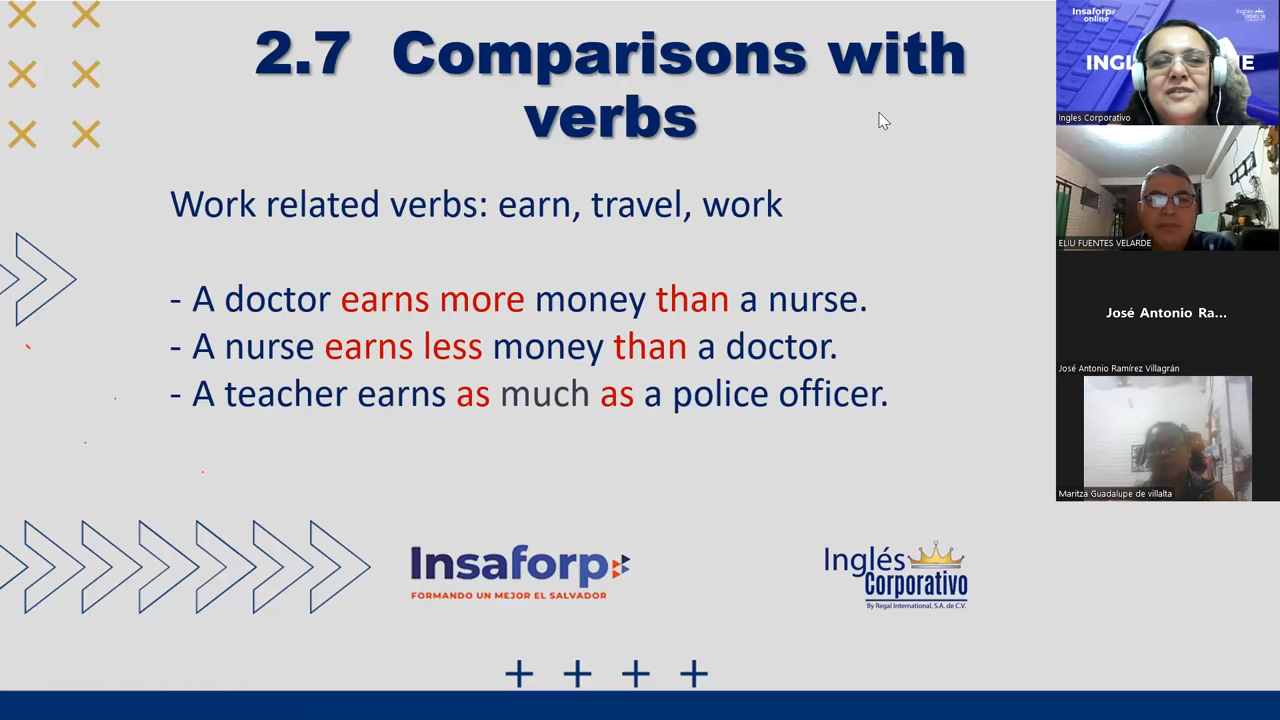 2.7 Comparisons with
verbs
Work related verbs: earn, travel, work
- A doctor earns more money than a nurse.
- A nurse earns less money than a doctor.
- A teacher earns as much as a police officer.
Insaforp
FORMANDO UN MEJOR EL SALVADOR
Inglés
Corporativo
By Regal International, S.A. de C.V.
Insaforp
online
Inglés
Ingles Corporativo
ELIU FUENTES VELARDE
José Antonio Ra...
José Antonio Ramírez Villagrán
Maritza Guadalupe de villalta